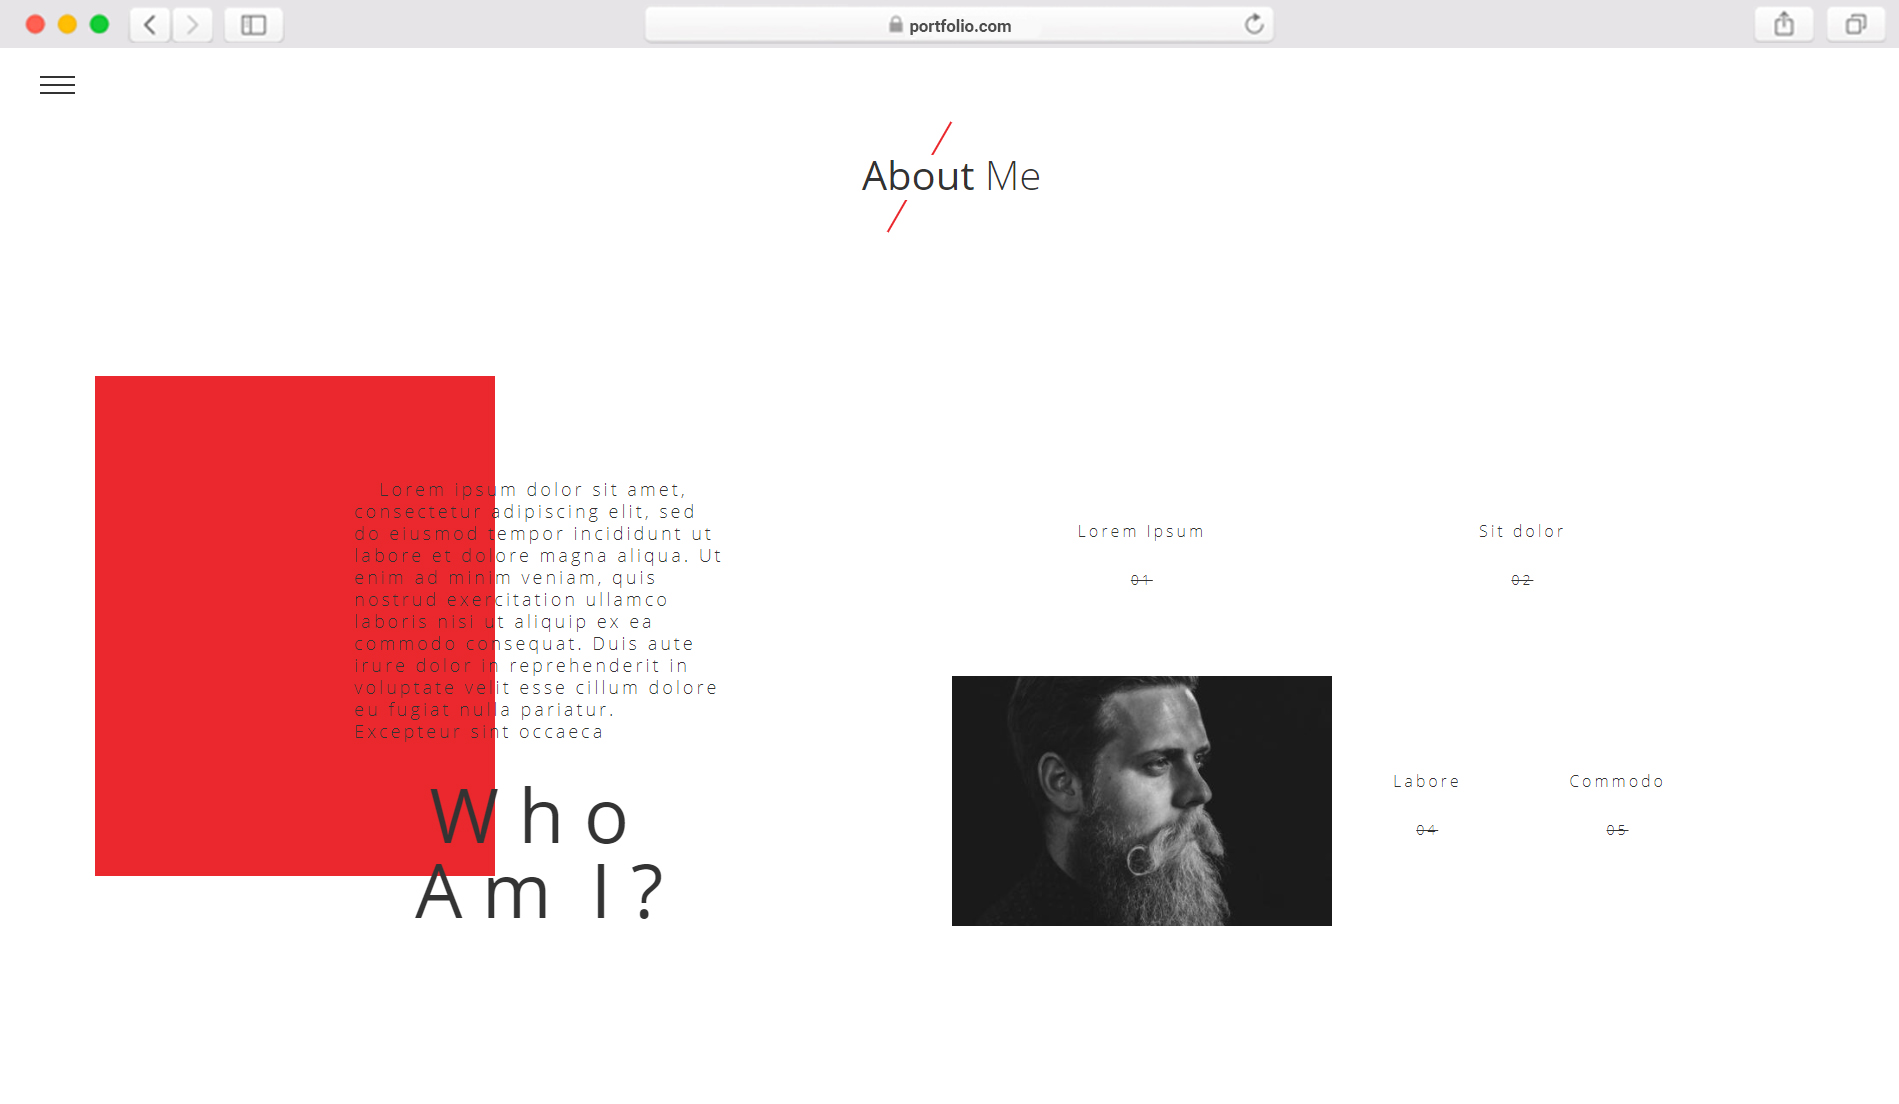 portfolio.com
About Me
Lorem ipsum dolor sit amet,
consectetur adipiscing elit, sed
do eiusmod tempor incididunt ut
labore et dolore magna aliqua. Ut
enim ad minim veniam, quis
nostrud exercitation ullamco
laboris nisi ut aliquip ex ea
commodo consequat. Duis aute
irure dolor in reprehenderit in
voluptate velit esse cillum dolore
eu fugiat nulla pariatur.
Excepteur sint occaeca
Who
Am I?
Lorem Ipsum
01
Sit dolor
02
Labore
04
Commodo
05